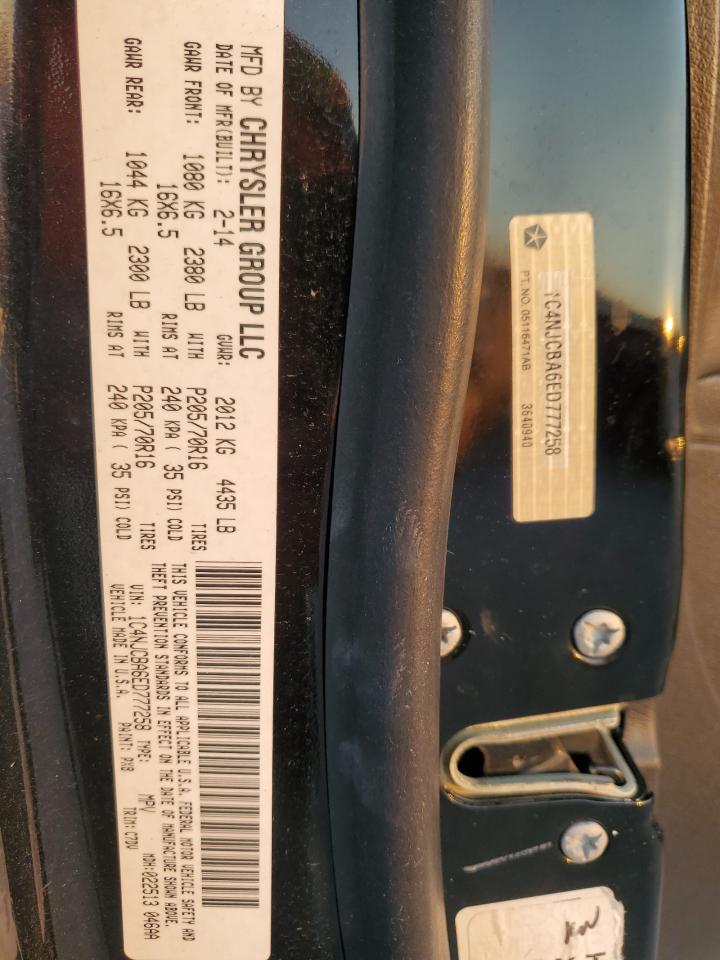 MFD BY CHRYSLER GROUP LLC
DATE OF MFR(BUILT): 2-14 GVWR: 2012 KG 4435 LB
GAWR FRONT: 1080 KG 2380 LB WITH P205/70R16 TIRES
16X6.5 RIMS AT 240 KPA ( 35 PSI) COLD
GAWR REAR: 1044 KG 2300 LB WITH P205/70R16 TIRES
16X6.5 RIMS AT 240 KPA ( 35 PSI) COLD
THIS VEHICLE CONFORMS TO ALL APPLICABLE U.S.A. FEDERAL MOTOR VEHICLE SAFETY AND
THEFT PREVENTION STANDARDS IN EFFECT ON THE DATE OF MANUFACTURE SHOWN ABOVE.
VIN: 1C4NJCBA6ED777258 TYPE: MPV MDH:022513 046AA
VEHICLE MADE IN U.S.A. PAINT: PX8 TRIM: C7DV
1C4NJCBA6ED777258
PT. NO. 05116471AB 3640940